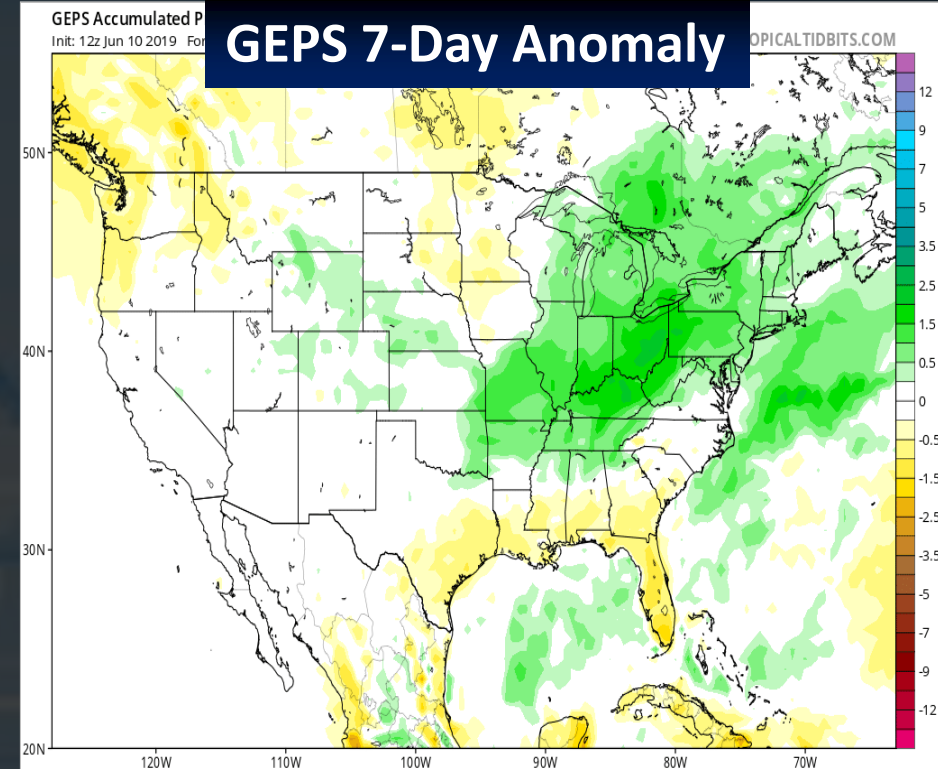 GEPS Accumulated P
Init: 12z Jun 10 2019 For
GEPS 7-Day Anomaly
OPICALTIDBITS.COM
50N
40N
30N
20N
120W
110W
100W
90W
80W
70W
12
9
7
5
3.5
2.5
1.5
0.5
0
-0.5
-1.5
-2.5
-3.5
-5
-7
-9
-12